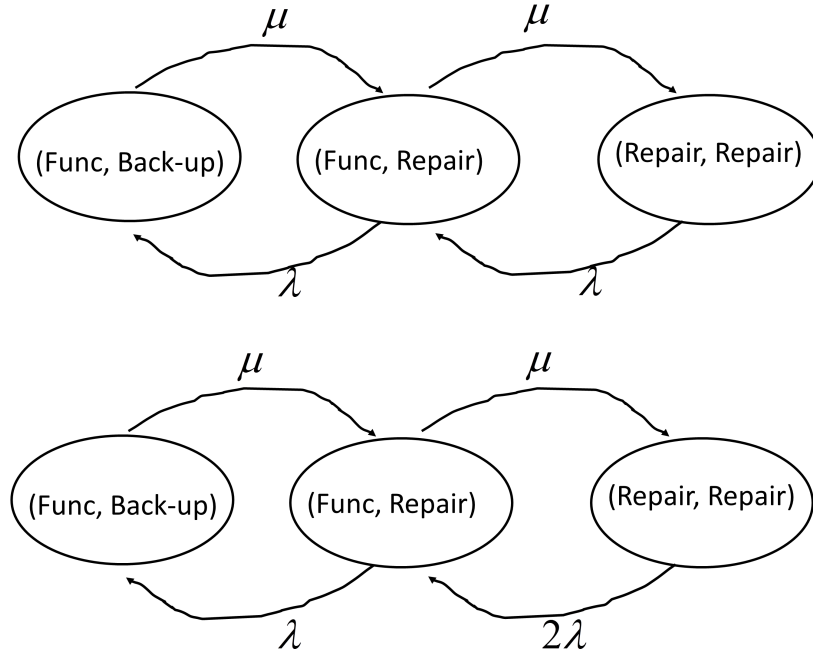 μ μ
(Func, Back-up) (Func, Repair) (Repair, Repair)
λ λ
μ μ
(Func, Back-up) (Func, Repair) (Repair, Repair)
λ 2λ